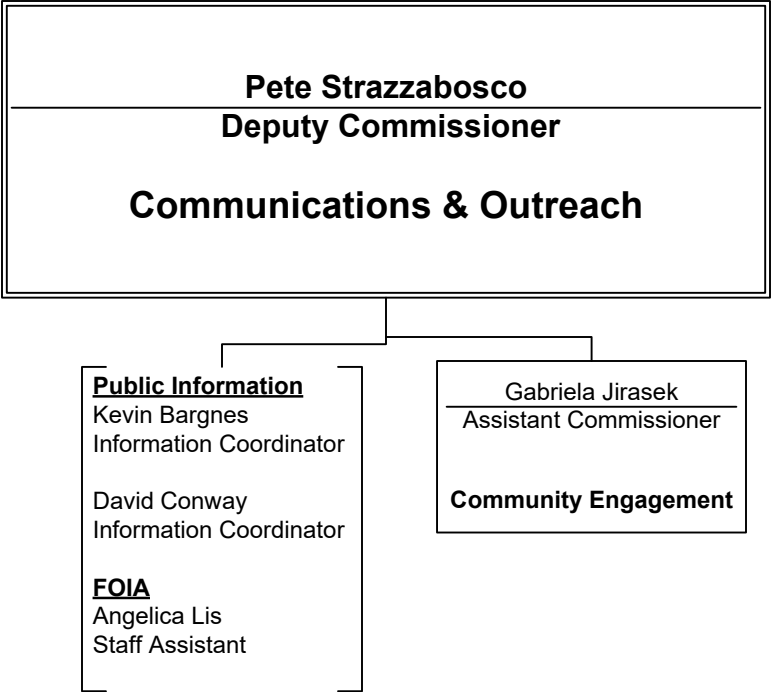 Pete Strazzabosco
Deputy Commissioner
Communications & Outreach
Public Information
Kevin Bargnes
Information Coordinator
David Conway
Information Coordinator
FOIA
Angelica Lis
Staff Assistant
Gabriela Jirasek
Assistant Commissioner
Community Engagement